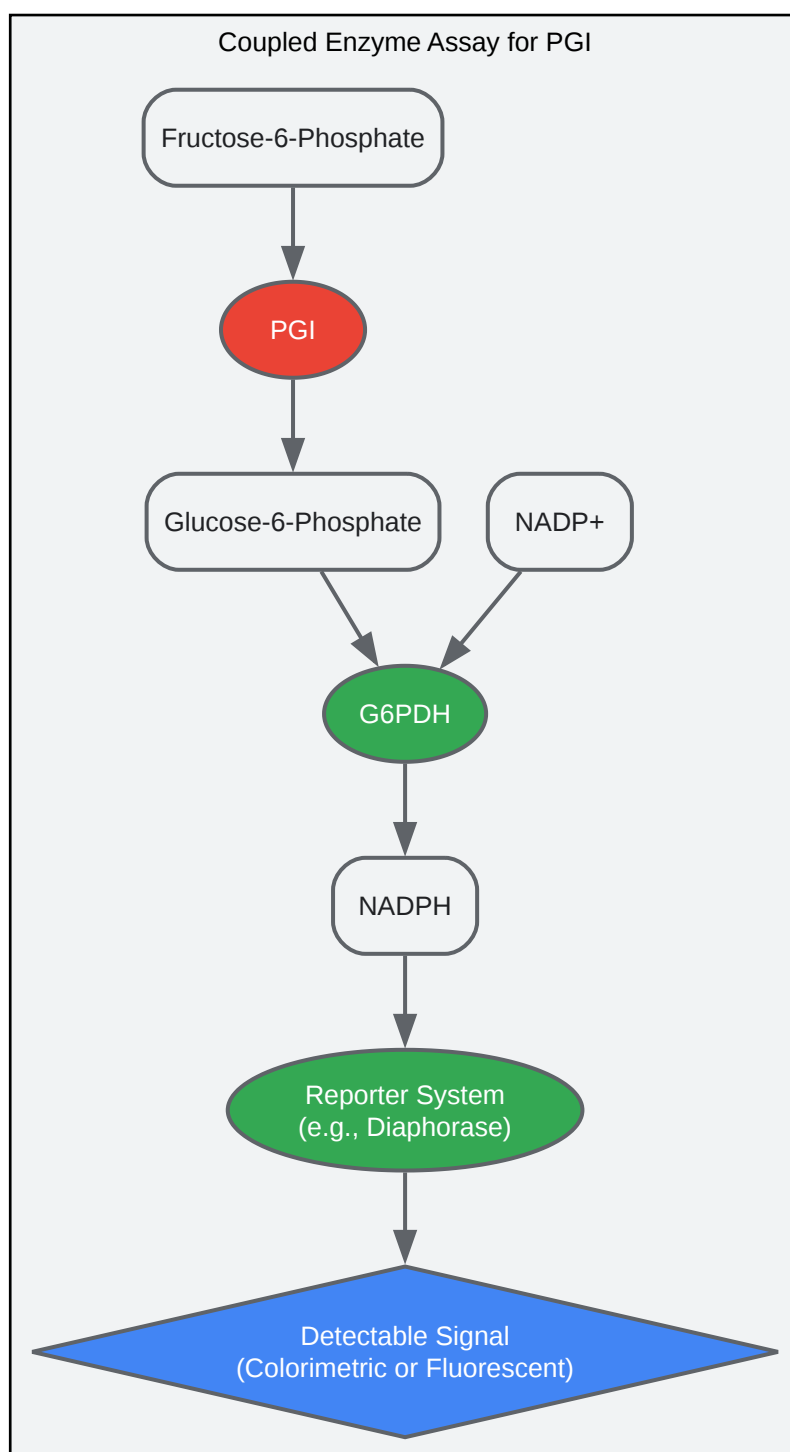 Coupled Enzyme Assay for PGI
Fructose-6-Phosphate
PGI
Glucose-6-Phosphate
NADP+
G6PDH
NADPH
Reporter System
(e.g., Diaphorase)
Detectable Signal
(Colorimetric or Fluorescent)